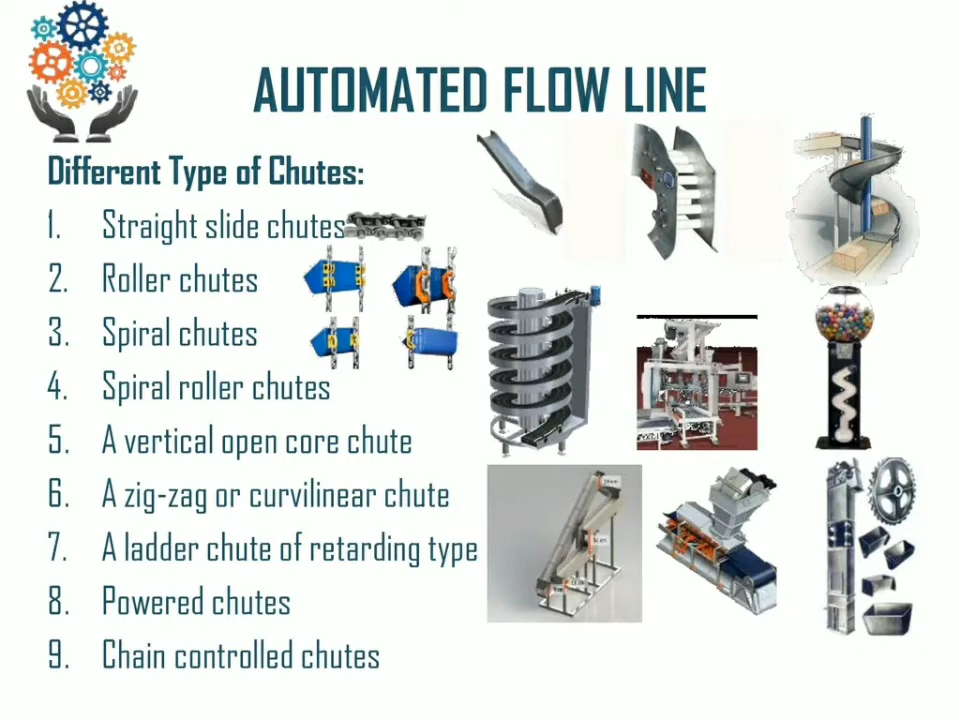 AUTOMATED FLOW LINE
Different Type of Chutes:
1. Straight slide chutes
2. Roller chutes
3. Spiral chutes
4. Spiral roller chutes
5. A vertical open core chute
6. A zig-zag or curvilinear chute
7. A ladder chute of retarding type
8. Powered chutes
9. Chain controlled chutes